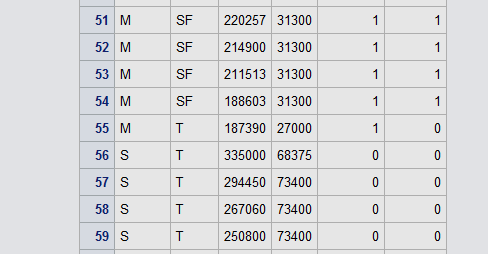 51 M SF 220257 31300 1 1
52 M SF 214900 31300 1 1
53 M SF 211513 31300 1 1
54 M SF 188603 31300 1 1
55 M T 187390 27000 1 0
56 S T 335000 68375 0 0
57 S T 294450 73400 0 0
58 S T 267060 73400 0 0
59 S T 250800 73400 0 0